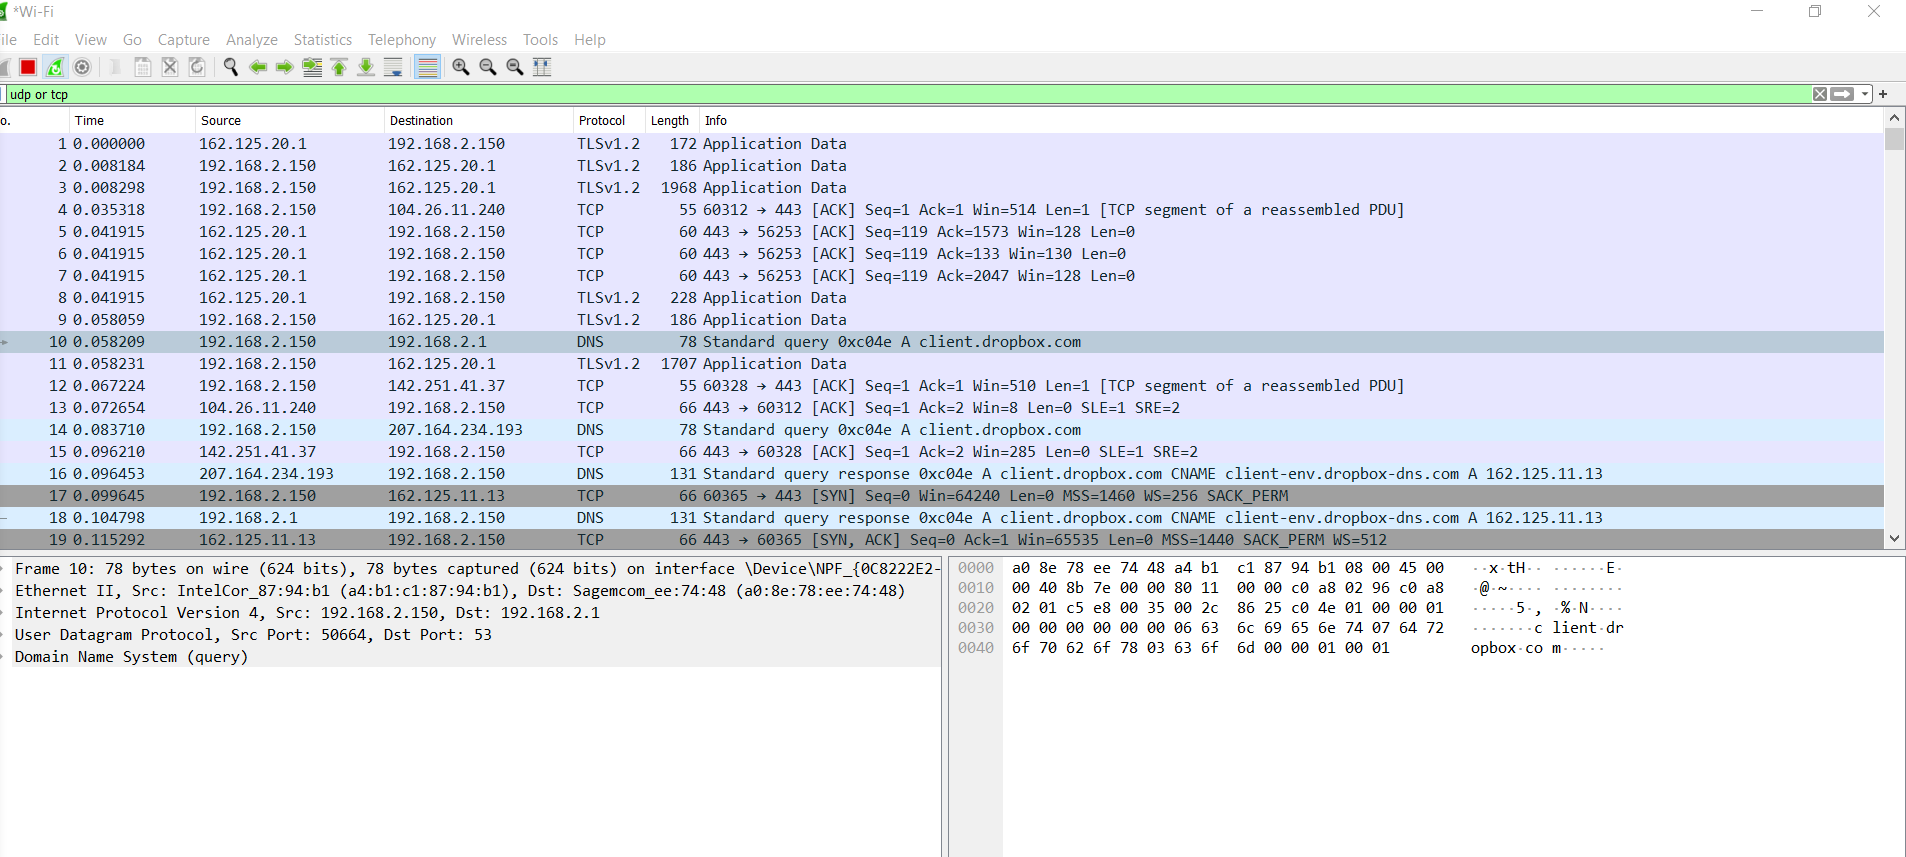 *Wi-Fi
ile Edit View Go Capture Analyze Statistics Telephony Wireless Tools Help
udp or tcp
o. Time Source Destination Protocol Length Info
1 0.000000 162.125.20.1 192.168.2.150 TLSv1.2 172 Application Data
2 0.008184 192.168.2.150 162.125.20.1 TLSv1.2 186 Application Data
3 0.008298 192.168.2.150 162.125.20.1 TLSv1.2 1968 Application Data
4 0.035318 192.168.2.150 104.26.11.240 TCP 55 60312 → 443 [ACK] Seq=1 Ack=1 Win=514 Len=1 [TCP segment of a reassembled PDU]
5 0.041915 162.125.20.1 192.168.2.150 TCP 60 443 → 56253 [ACK] Seq=119 Ack=1573 Win=128 Len=0
6 0.041915 162.125.20.1 192.168.2.150 TCP 60 443 → 56253 [ACK] Seq=119 Ack=133 Win=130 Len=0
7 0.041915 162.125.20.1 192.168.2.150 TCP 60 443 → 56253 [ACK] Seq=119 Ack=2047 Win=128 Len=0
8 0.041915 162.125.20.1 192.168.2.150 TLSv1.2 228 Application Data
9 0.058059 192.168.2.150 162.125.20.1 TLSv1.2 186 Application Data
10 0.058209 192.168.2.150 192.168.2.1 DNS 78 Standard query 0xc04e A client.dropbox.com
11 0.058231 192.168.2.150 162.125.20.1 TLSv1.2 1707 Application Data
12 0.067224 192.168.2.150 142.251.41.37 TCP 55 60328 → 443 [ACK] Seq=1 Ack=1 Win=510 Len=1 [TCP segment of a reassembled PDU]
13 0.072654 104.26.11.240 192.168.2.150 TCP 66 443 → 60312 [ACK] Seq=1 Ack=2 Win=8 Len=0 SLE=1 SRE=2
14 0.083710 192.168.2.150 207.164.234.193 DNS 78 Standard query 0xc04e A client.dropbox.com
15 0.096210 142.251.41.37 192.168.2.150 TCP 66 443 → 60328 [ACK] Seq=1 Ack=2 Win=285 Len=0 SLE=1 SRE=2
16 0.096453 207.164.234.193 192.168.2.150 DNS 131 Standard query response 0xc04e A client.dropbox.com CNAME client-env.dropbox-dns.com A 162.125.11.13
17 0.099645 192.168.2.150 162.125.11.13 TCP 66 60365 → 443 [SYN] Seq=0 Win=64240 Len=0 MSS=1460 WS=256 SACK_PERM
18 0.104798 192.168.2.1 192.168.2.150 DNS 131 Standard query response 0xc04e A client.dropbox.com CNAME client-env.dropbox-dns.com A 162.125.11.13
19 0.115292 162.125.11.13 192.168.2.150 TCP 66 443 → 60365 [SYN, ACK] Seq=0 Ack=1 Win=65535 Len=0 MSS=1440 SACK_PERM WS=512
Frame 10: 78 bytes on wire (624 bits), 78 bytes captured (624 bits) on interface \Device\NPF_{0C8222E2-
Ethernet II, Src: IntelCor_87:94:b1 (a4:b1:c1:87:94:b1), Dst: Sagemcom_ee:74:48 (a0:8e:78:ee:74:48)
Internet Protocol Version 4, Src: 192.168.2.150, Dst: 192.168.2.1
User Datagram Protocol, Src Port: 50664, Dst Port: 53
Domain Name System (query)
0000 a0 8e 78 ee 74 48 a4 b1 c1 87 94 b1 08 00 45 00 ··x·tH·· ······E·
0010 00 40 8b 7e 00 00 80 11 00 00 c0 a8 02 96 c0 a8 ·@·~···· ········
0020 02 01 c5 e8 00 35 00 2c 86 25 c0 4e 01 00 00 01 ·····5·, ·%·N····
0030 00 00 00 00 00 00 06 63 6c 69 65 6e 74 07 64 72 ·······c lient·dr
0040 6f 70 62 6f 78 03 63 6f 6d 00 00 01 00 01 opbox·co m·····